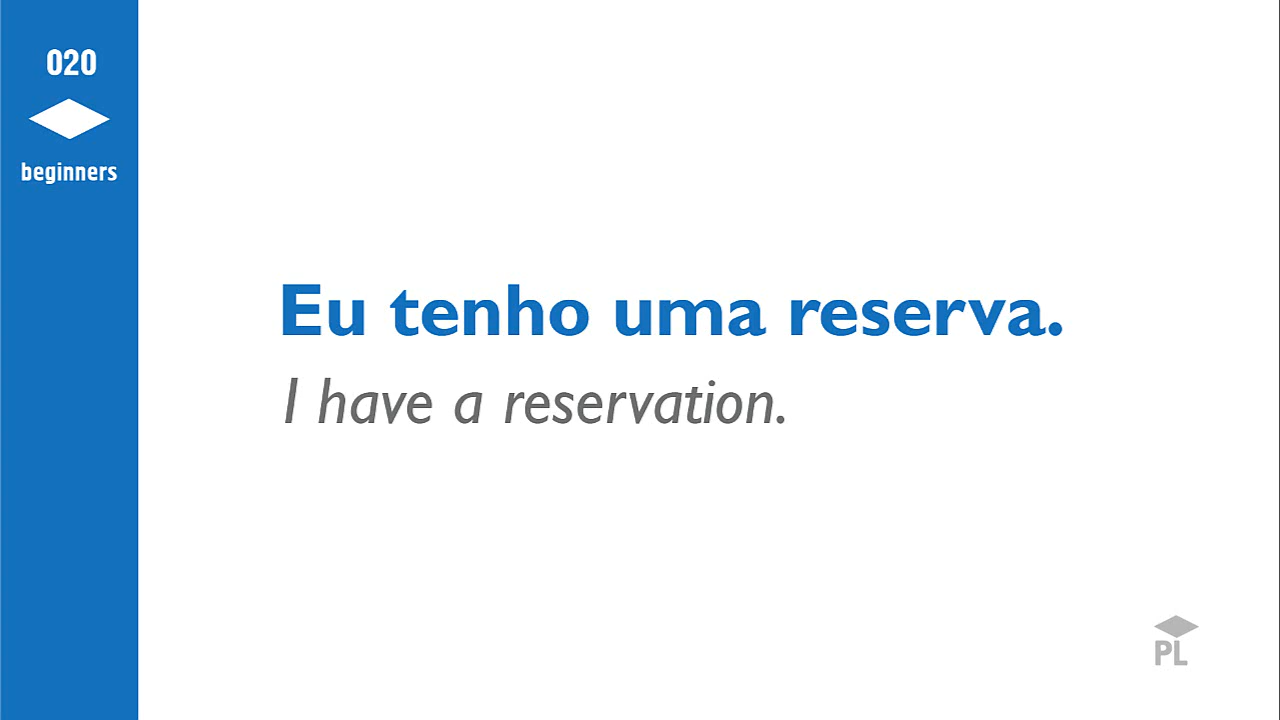 020
beginners
Eu tenho uma reserva.
I have a reservation.
PL